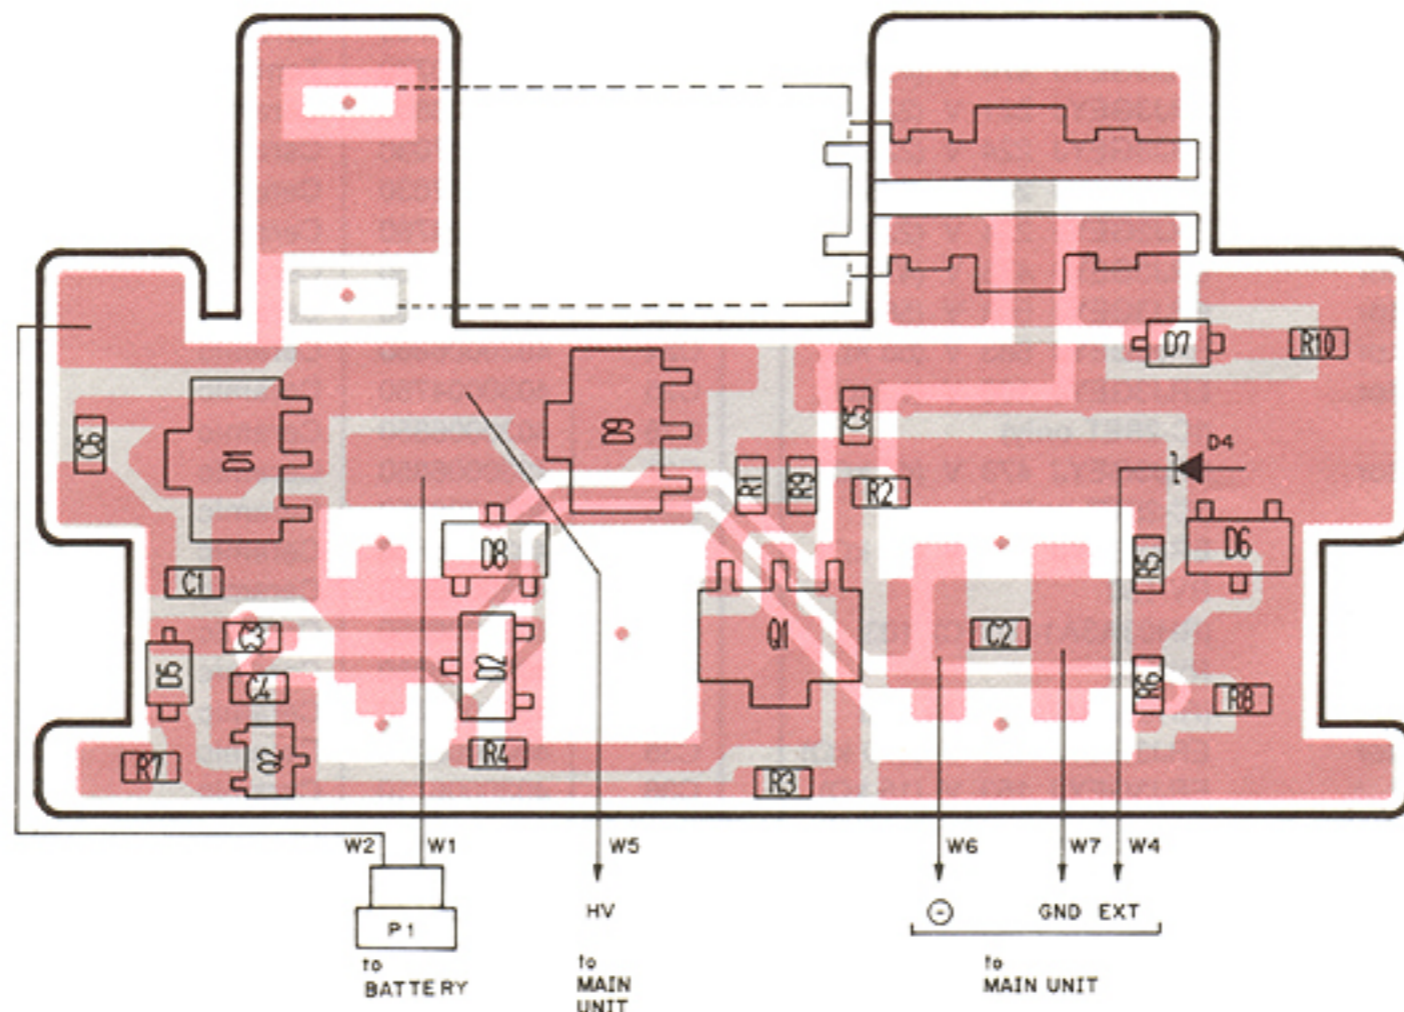 D7
R10
C5
C6
D1
D9
D4
R1
R9
R2
D8
R5
D6
C1
C3
D2
Q1
C2
D5
C4
R6
R8
R7
Q2
R4
R3
W2
W1
W5
W6
W7
W4
P1
HV
⊖
GND EXT
to
BATTERY
to
MAIN
UNIT
to
MAIN UNIT